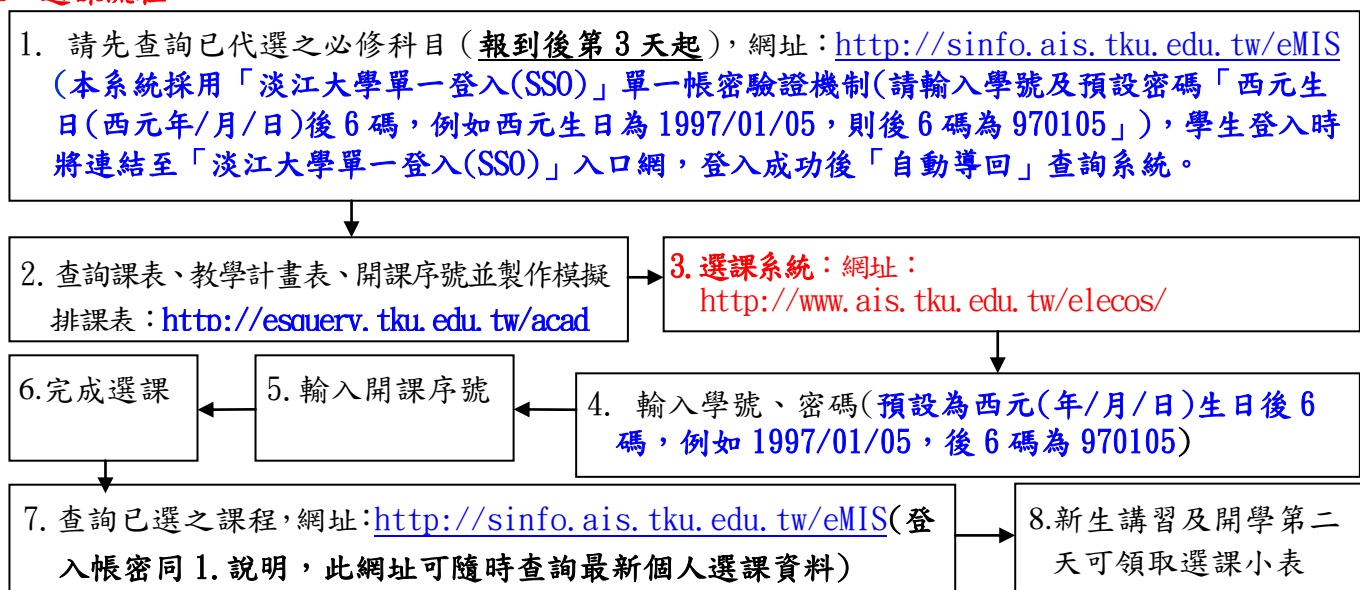 1. 請先查詢已代選之必修科目(報到後第3天起),網址:http://sinfo.ais.tku.edu.tw/eMIS
(本系統採用「淡江大學單一登入(SSO)」單一帳密驗證機制(請輸入學號及預設密碼「西元生
日(西元年/月/日)後6碼,例如西元生日為1997/01/05,則後6碼為970105」),學生登入時
將連結至「淡江大學單一登入(SSO)」入口網,登入成功後「自動導回」查詢系統。
2. 查詢課表、教學計畫表、開課序號並製作模擬
排課表:http://esquery.tku.edu.tw/acad
3.選課系統:網址:
http://www.ais.tku.edu.tw/elecos/
4. 輸入學號、密碼(預設為西元(年/月/日)生日後6
碼,例如1997/01/05,後6碼為970105)
5.輸入開課序號
6.完成選課
7. 查詢已選之課程,網址:http://sinfo.ais.tku.edu.tw/eMIS(登
入帳密同1.說明,此網址可隨時查詢最新個人選課資料)
8.新生講習及開學第二
天可領取選課小表